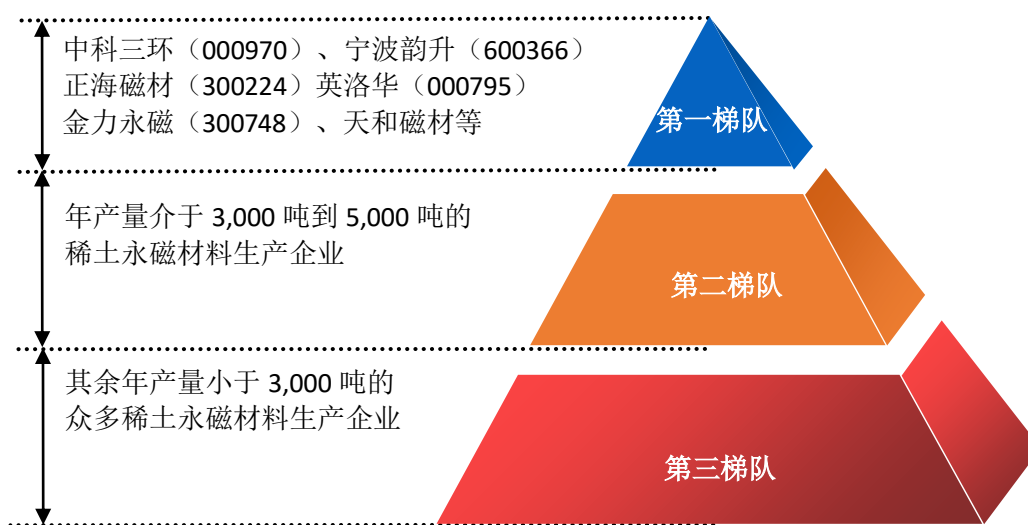 中科三环（000970）、宁波韵升（600366）
正海磁材（300224）英洛华（000795）
金力永磁（300748）、天和磁材等
第一梯队
年产量介于 3,000 吨到 5,000 吨的
稀土永磁材料生产企业
第二梯队
其余年产量小于 3,000 吨的
众多稀土永磁材料生产企业
第三梯队